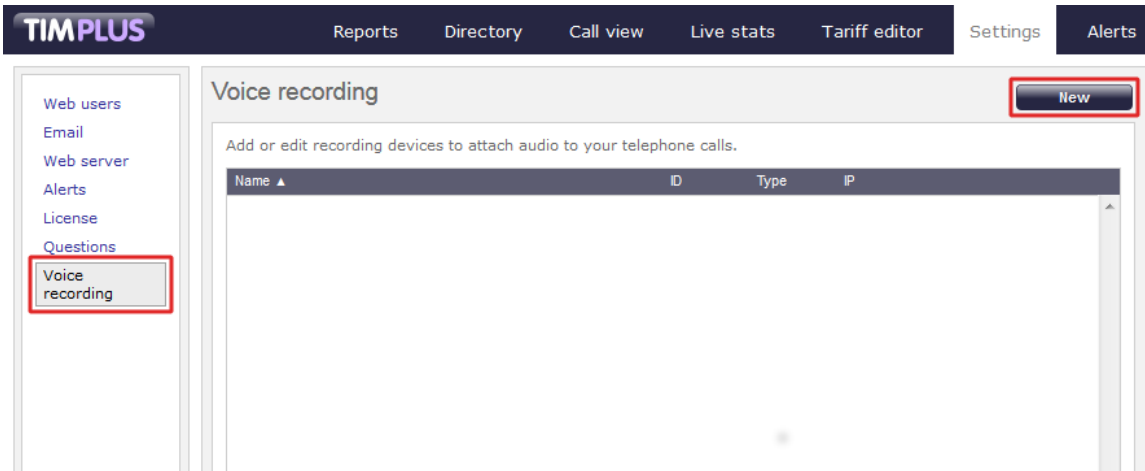 TIMPLUS
Reports Directory Call view Live stats Tariff editor Settings Alerts
Web users
Email
Web server
Alerts
License
Questions
Voice
recording
Voice recording
New
Add or edit recording devices to attach audio to your telephone calls.
Name ▲ ID Type IP